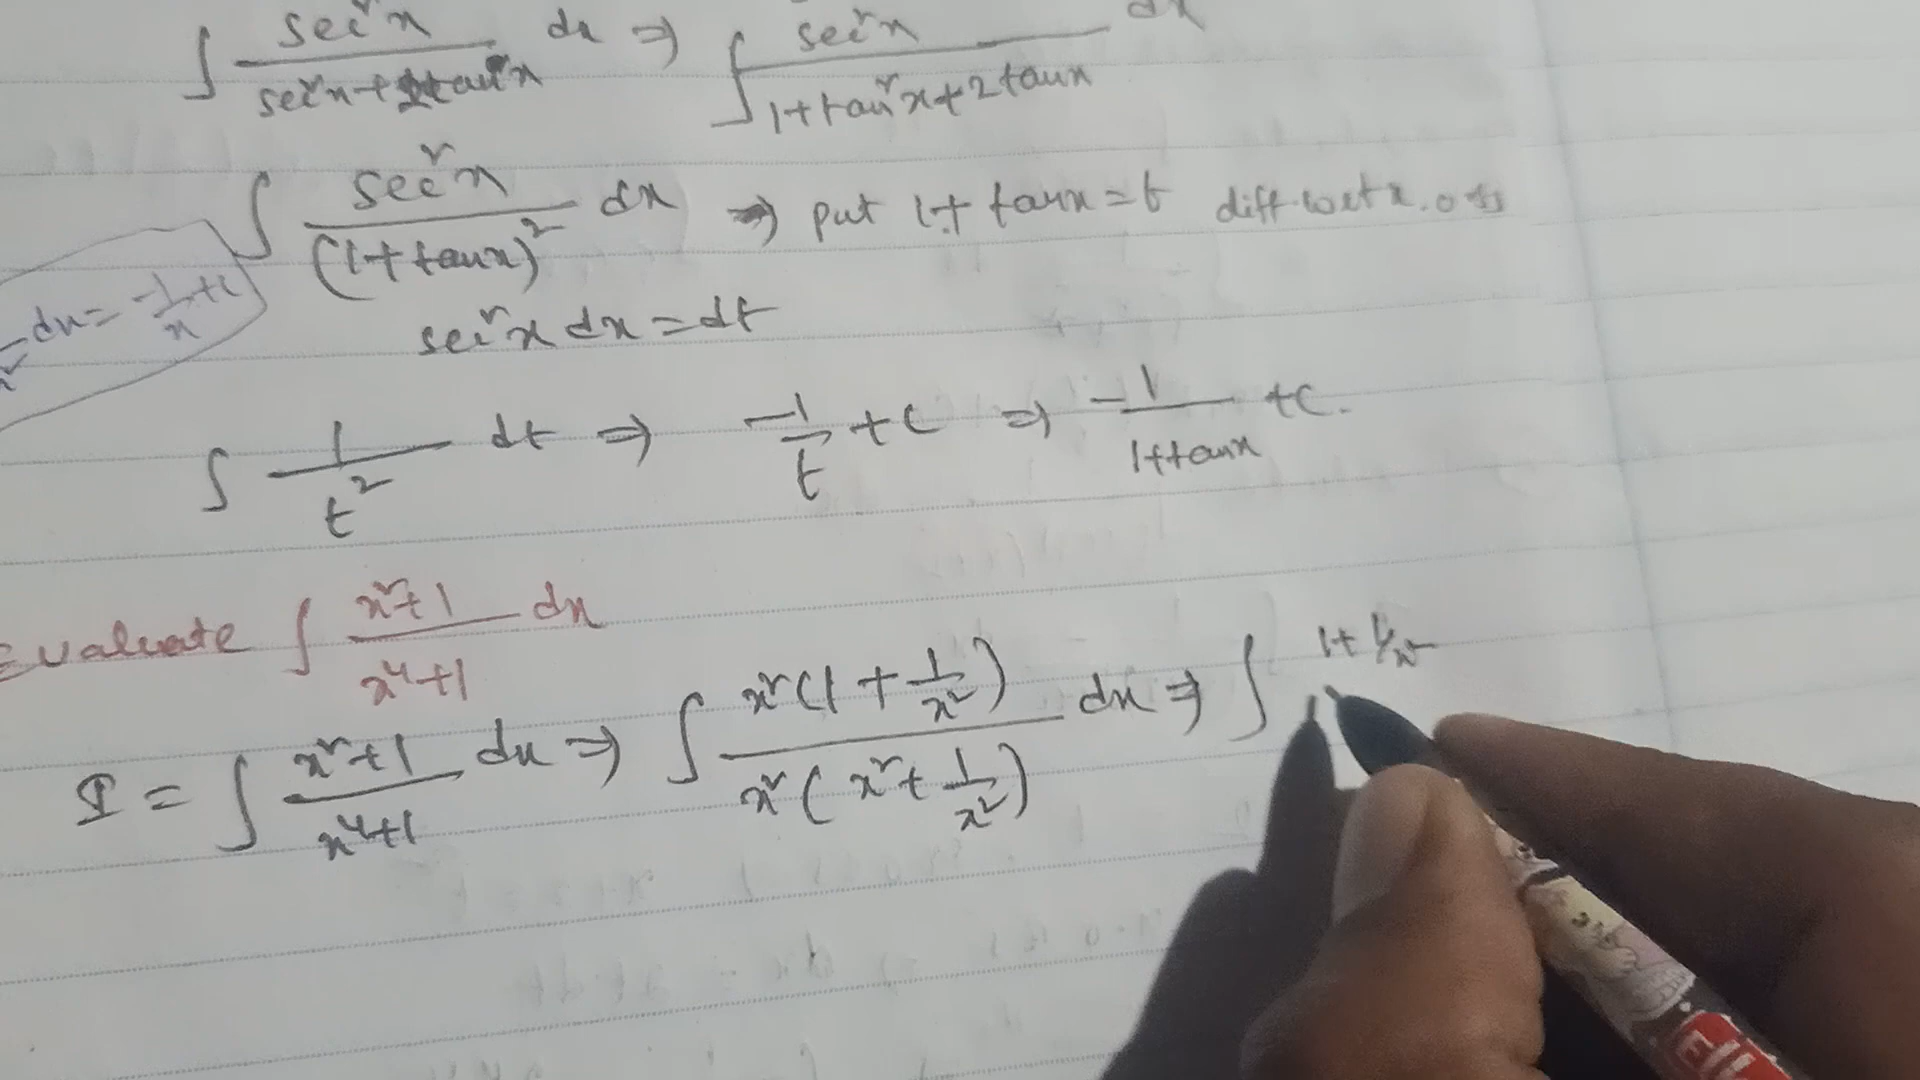 ∫ sec²x / sec²x + 2tanx dx ⇒ ∫ sec²x / 1+tan²x+2tanx dx
∫ sec²x / (1+tanx)² dx ⇒ put 1+tanx=t diff w.r.t x. o.b.s
dx = -1/x + c
sec²x dx = dt
∫ 1/t² dt ⇒ -1/t + c ⇒ -1/1+tanx + c.
Evaluate ∫ x²+1 / x⁴+1 dx
I = ∫ x²+1 / x⁴+1 dx ⇒ ∫ x²(1+1/x²) / x²(x²+1/x²) dx ⇒ ∫ 1+1/x²